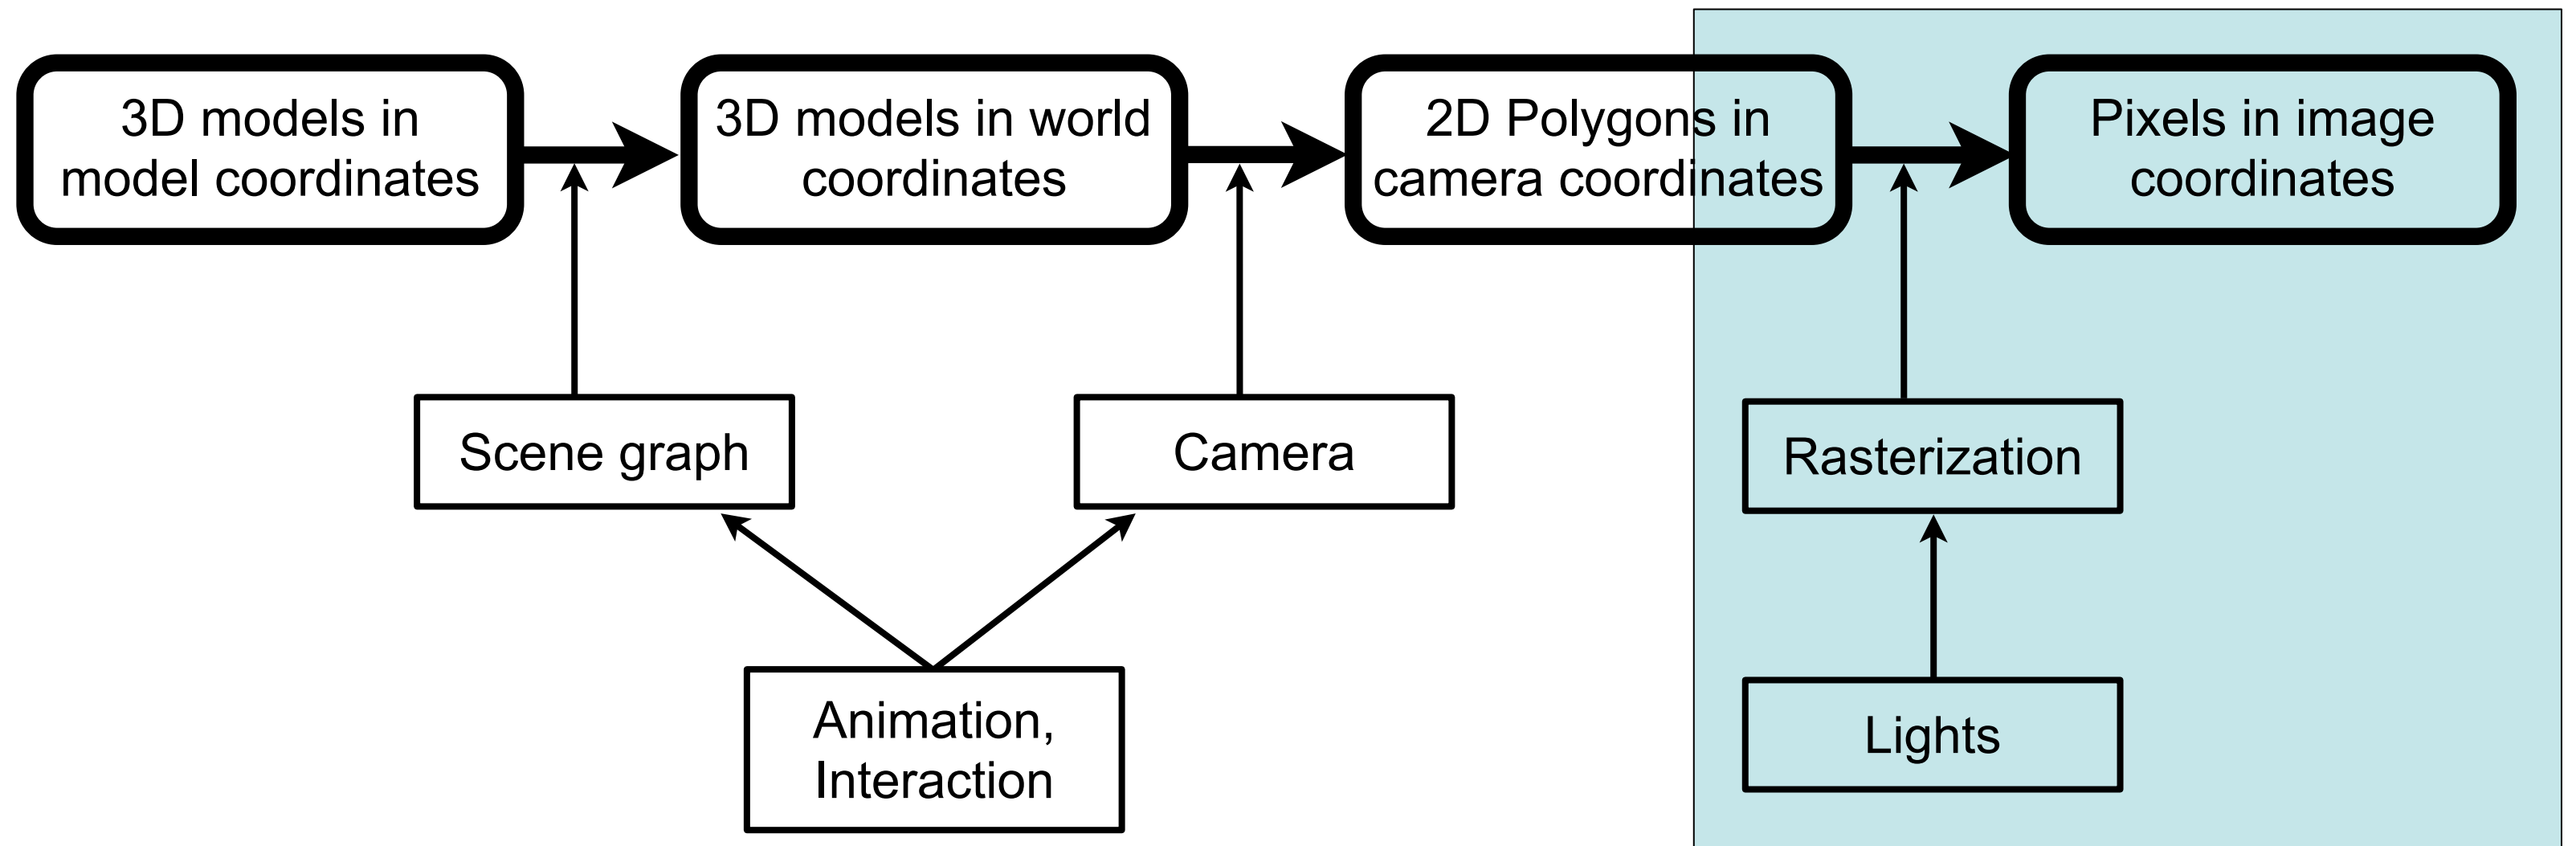 3D models in
model coordinates
3D models in world
coordinates
2D Polygons in
camera coordinates
Pixels in image
coordinates
Scene graph
Camera
Rasterization
Animation,
Interaction
Lights